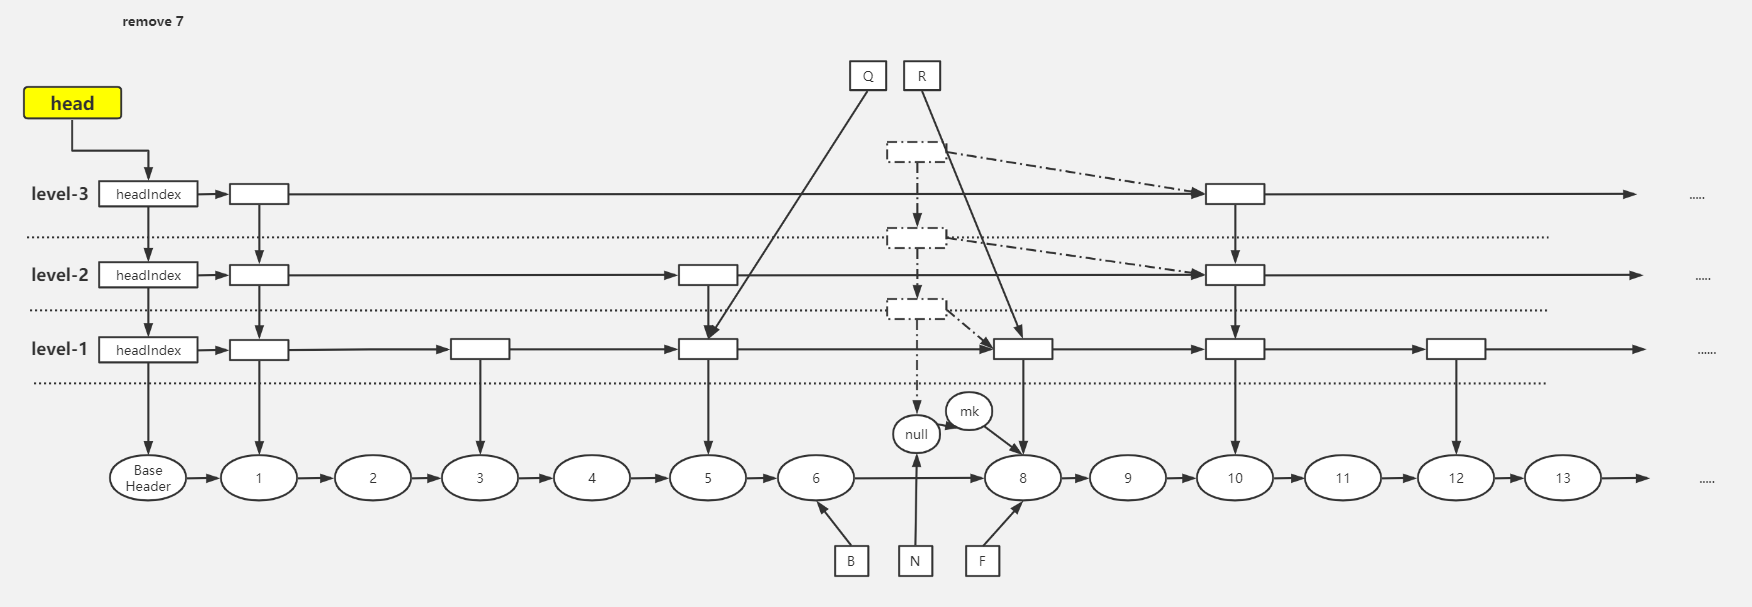 remove 7
Q R
head
level-3 headIndex .....
level-2 headIndex .....
level-1 headIndex ......
mk
null
Base
Header 1 2 3 4 5 6 8 9 10 11 12 13 .....
B N F